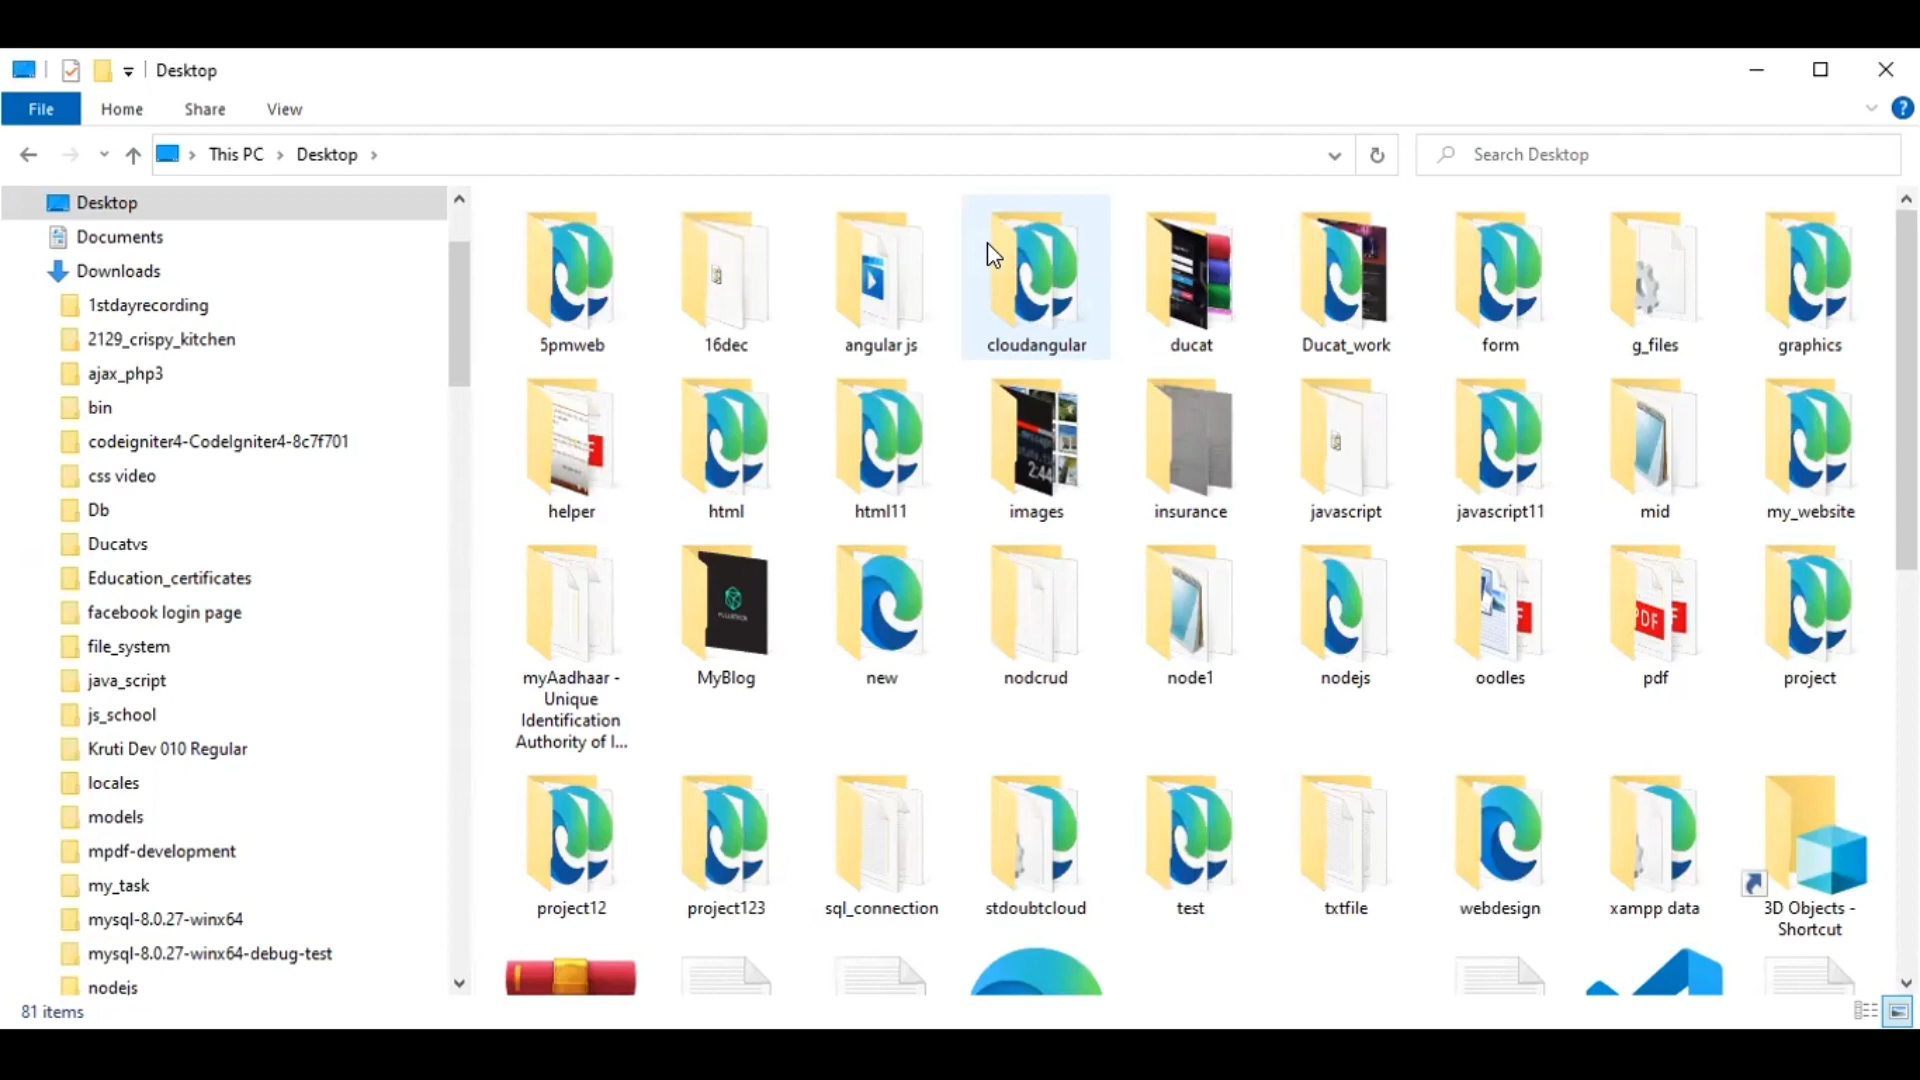 Desktop
File Home Share View
This PC Desktop Search Desktop
Desktop
Documents
Downloads
1stdayrecording
2129_crispy_kitchen
ajax_php3
bin
codeigniter4-CodeIgniter4-8c7f701
css video
Db
Ducatvs
Education_certificates
facebook login page
file_system
java_script
js_school
Kruti Dev 010 Regular
locales
models
mpdf-development
my_task
mysql-8.0.27-winx64
mysql-8.0.27-winx64-debug-test
nodejs
5pmweb 16dec angular js cloudangular ducat Ducat_work form g_files graphics
helper html html11 images insurance javascript javascript11 mid my_website
myAadhaar -
Unique
Identification
Authority of I...
MyBlog new nodcrud node1 nodejs oodles pdf project
project12 project123 sql_connection stdoubtcloud test txtfile webdesign xampp data 3D Objects -
Shortcut
81 items